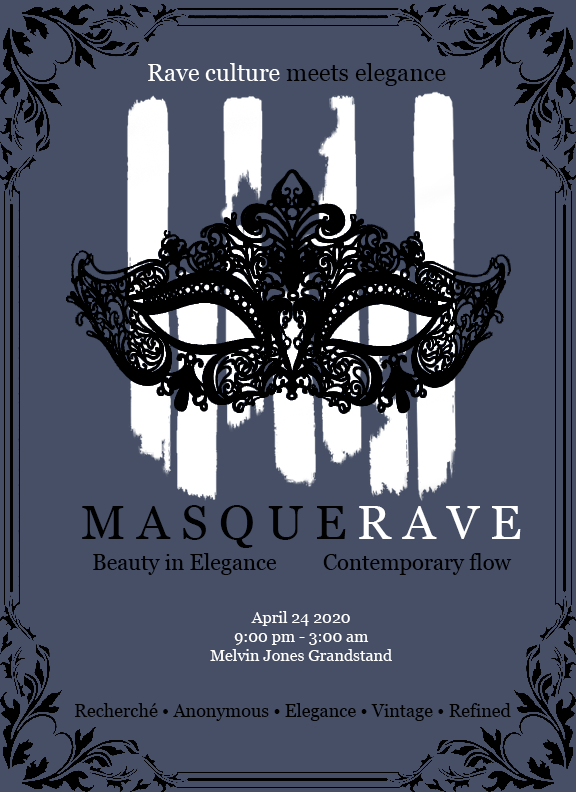 Rave culture meets elegance
MASQUERAVE
Beauty in Elegance Contemporary flow
April 24 2020
9:00 pm - 3:00 am
Melvin Jones Grandstand
Recherché • Anonymous • Elegance • Vintage • Refined